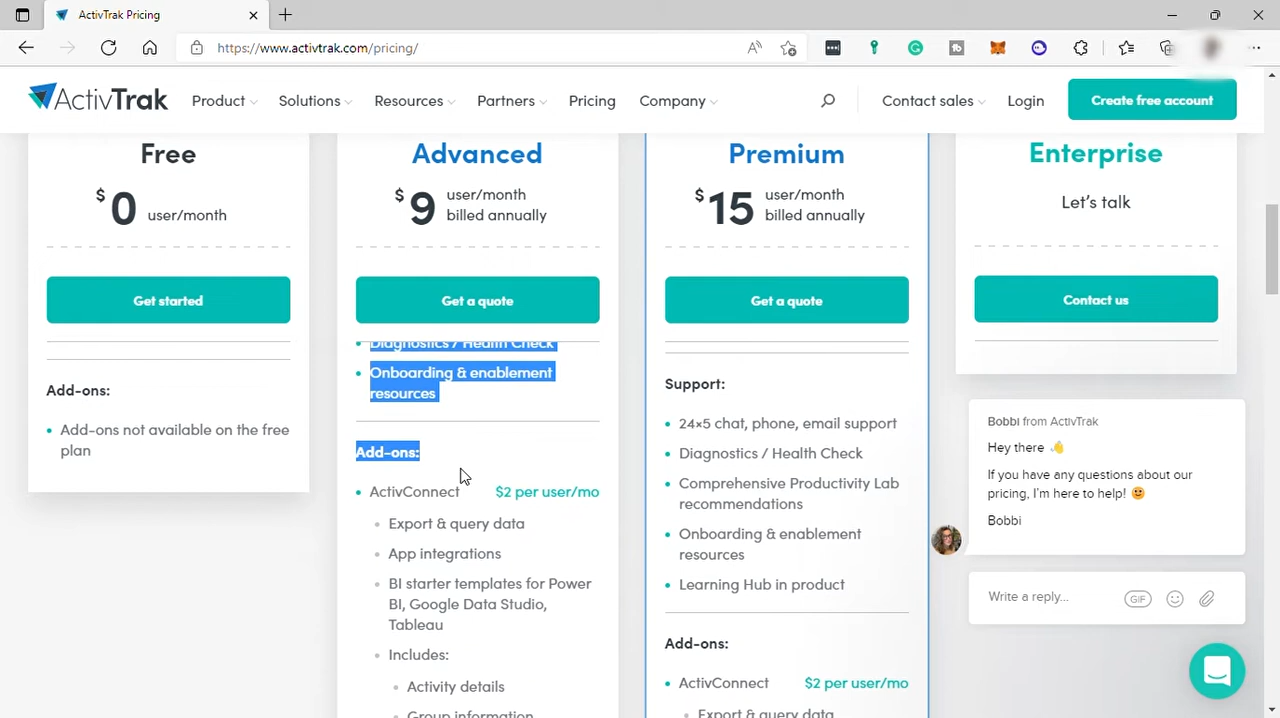 ActivTrak Pricing
https://www.activtrak.com/pricing/
ActivTrak
Product
Solutions
Resources
Partners
Pricing
Company
Contact sales
Login
Create free account
Free
$ 0 user/month
Get started
Add-ons:
Add-ons not available on the free
plan
Advanced
$ 9 user/month
billed annually
Get a quote
Diagnostics / Health Check
Onboarding & enablement
resources
Add-ons:
ActivConnect $2 per user/mo
Export & query data
App integrations
BI starter templates for Power
BI, Google Data Studio,
Tableau
Includes:
Activity details
Group information
Premium
$ 15 user/month
billed annually
Get a quote
Support:
24×5 chat, phone, email support
Diagnostics / Health Check
Comprehensive Productivity Lab
recommendations
Onboarding & enablement
resources
Learning Hub in product
Add-ons:
ActivConnect $2 per user/mo
Export & query data
Enterprise
Let's talk
Contact us
Bobbi from ActivTrak
Hey there 👋
If you have any questions about our
pricing, I'm here to help! 😀
Bobbi
Write a reply...
GIF